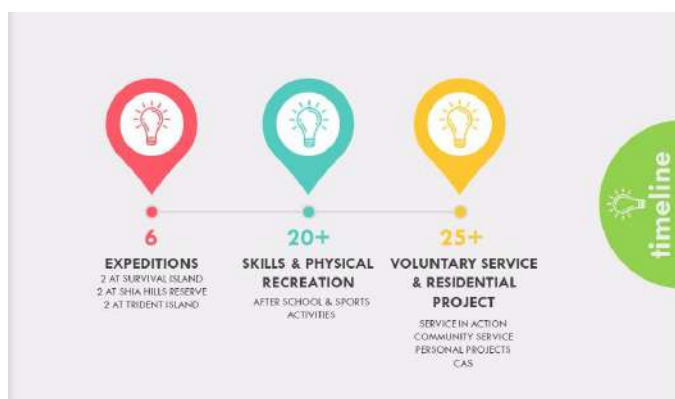 6
EXPEDITIONS
2 AT SURVIVAL ISLAND
2 AT SHIA HILLS RESERVE
2 AT TRIDENT ISLAND
20+
SKILLS & PHYSICAL
RECREATION
AFTER SCHOOL & SPORTS
ACTIVITIES
25+
VOLUNTARY SERVICE
& RESIDENTIAL
PROJECT
SERVICE IN ACTION
COMMUNITY SERVICE
PERSONAL PROJECTS
CAS
timeline